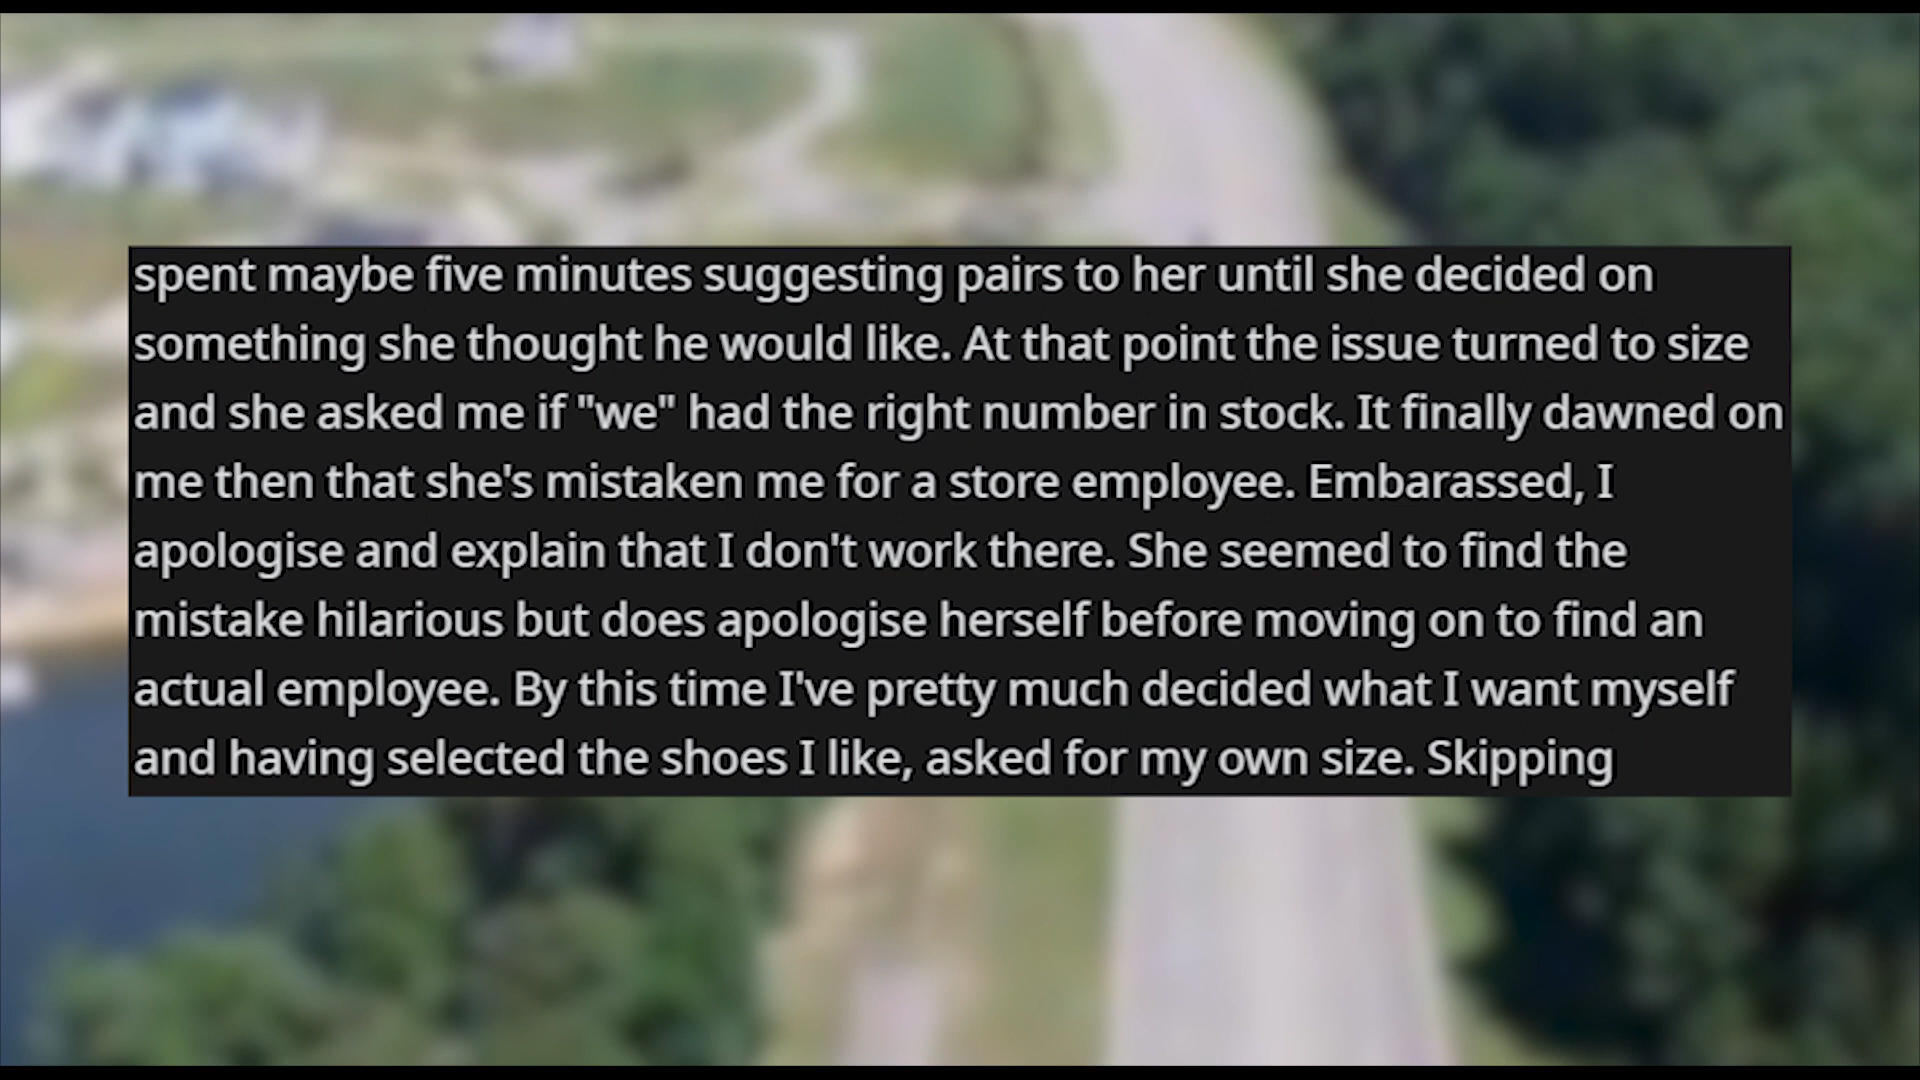 spent maybe five minutes suggesting pairs to her until she decided on
something she thought he would like. At that point the issue turned to size
and she asked me if "we" had the right number in stock. It finally dawned on
me then that she's mistaken me for a store employee. Embarassed, I
apologise and explain that I don't work there. She seemed to find the
mistake hilarious but does apologise herself before moving on to find an
actual employee. By this time I've pretty much decided what I want myself
and having selected the shoes I like, asked for my own size. Skipping